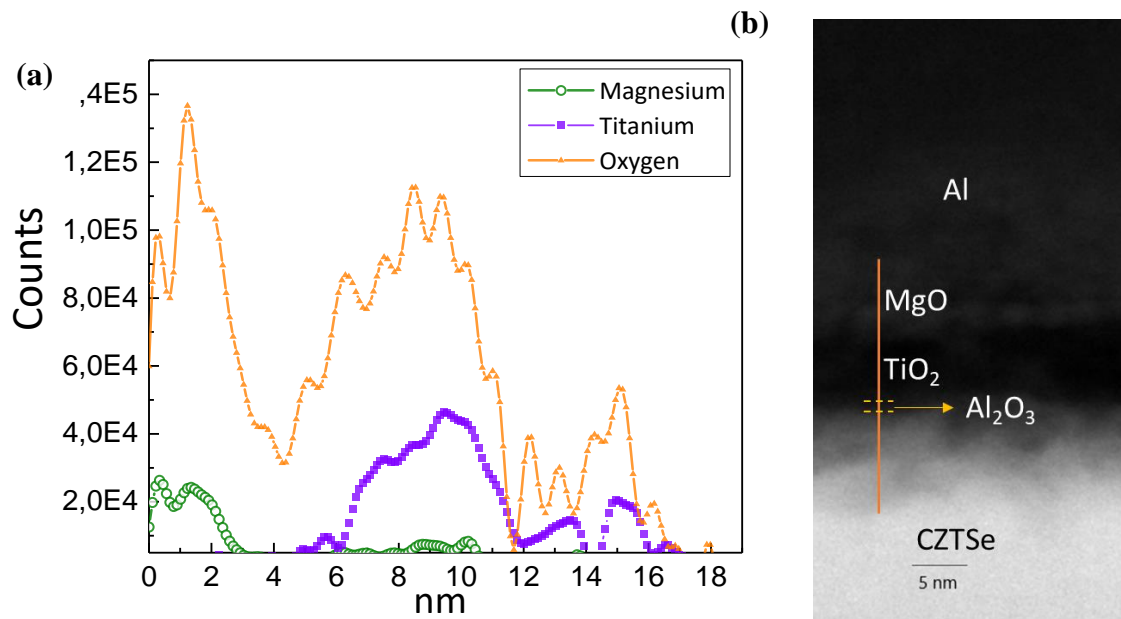 (a)
Counts
,4E5
1,2E5
1,0E5
8,0E4
6,0E4
4,0E4
2,0E4
0 2 4 6 8 10 12 14 16 18
nm
Magnesium
Titanium
Oxygen
(b)
Al
MgO
TiO₂
Al₂O₃
CZTSe
5 nm